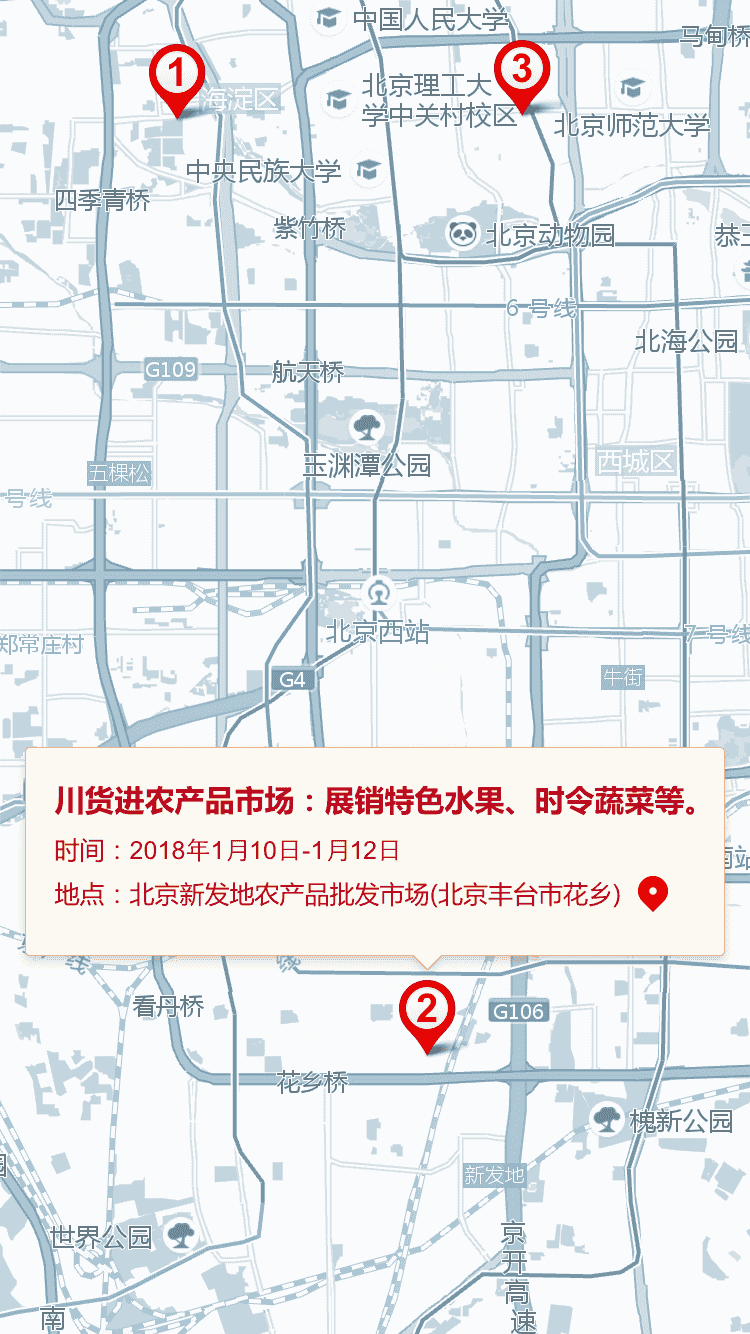 中国人民大学
马甸桥
1
3
海淀区
北京理工大
学中关村校区
北京师范大学
中央民族大学
四季青桥
紫竹桥
北京动物园
6 号线
北海公园
G109
航天桥
玉渊潭公园
五棵松
西城区
号线
北京西站
郑常庄村
7 号线
G4
牛街
川货进农产品市场：展销特色水果、时令蔬菜等。
时间：2018年1月10日-1月12日
地点：北京新发地农产品批发市场(北京丰台市花乡)
南站
看丹桥
2
G106
花乡桥
槐新公园
新发地
世界公园
京开高速
南